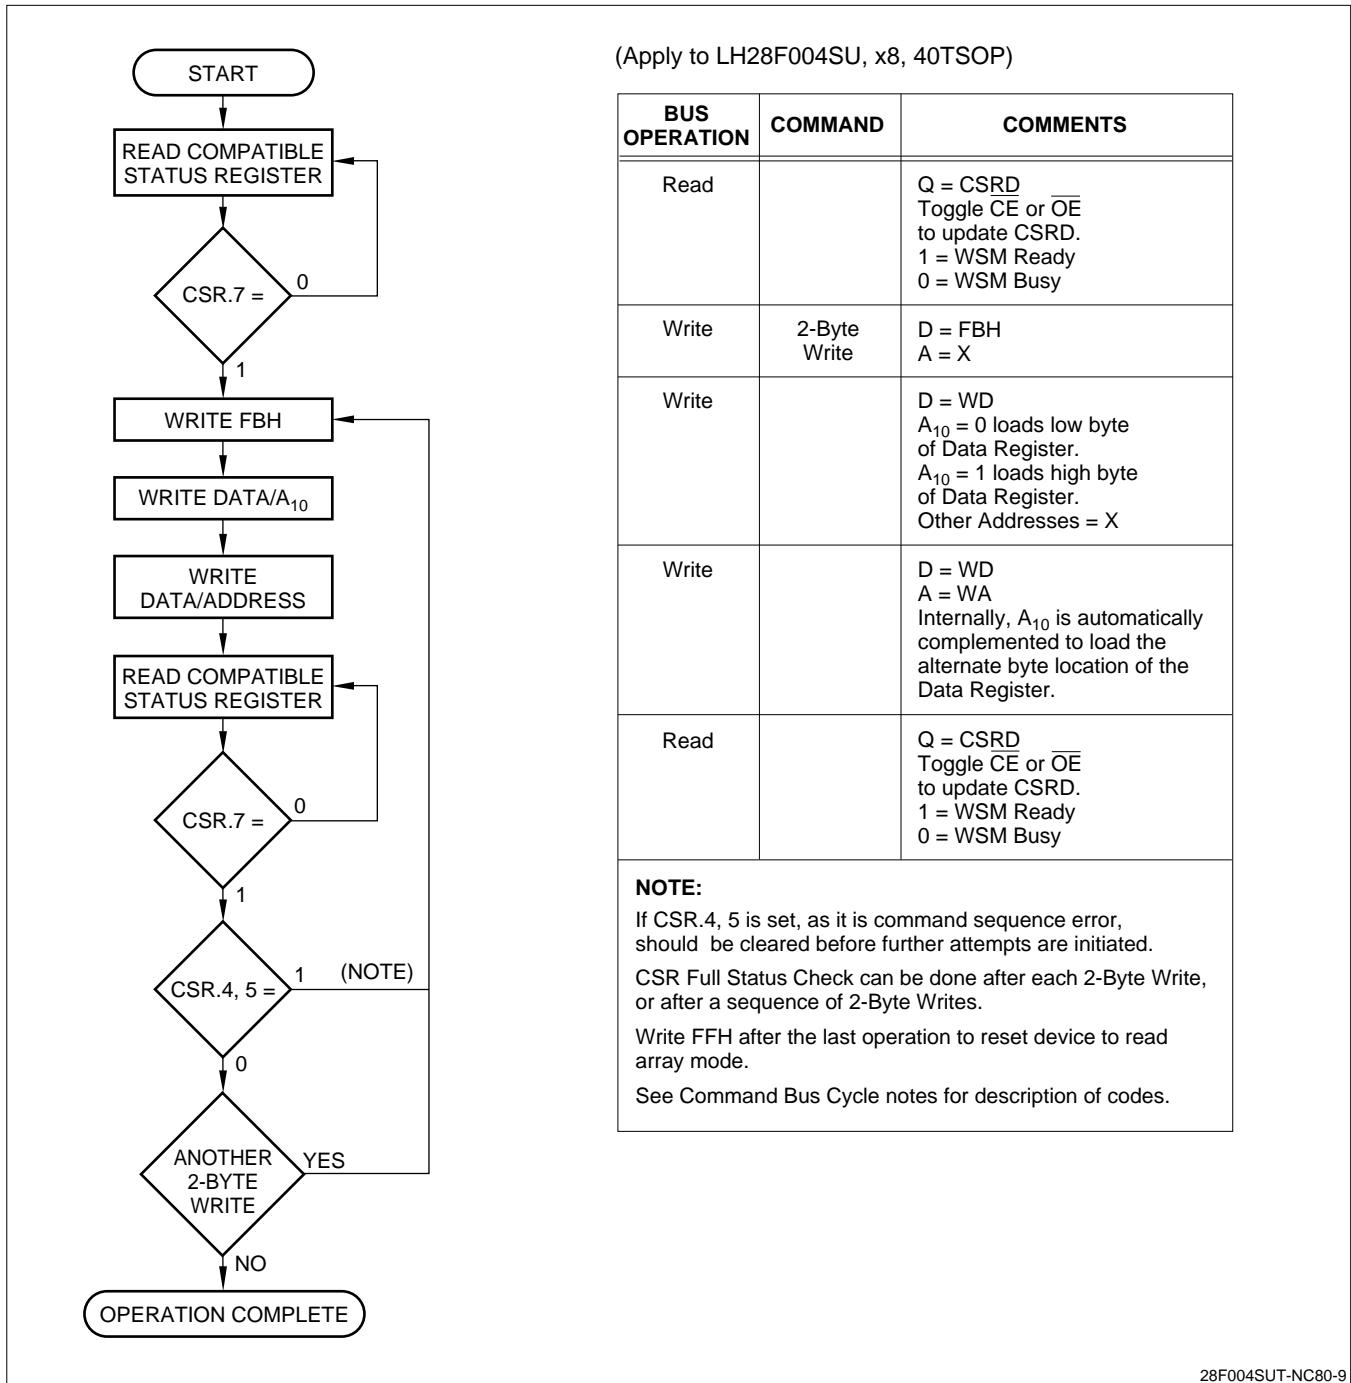 START
READ COMPATIBLE
STATUS REGISTER
CSR.7 =
0
1
WRITE FBH
WRITE DATA/A10
WRITE
DATA/ADDRESS
READ COMPATIBLE
STATUS REGISTER
CSR.7 =
0
1
CSR.4, 5 =
1
(NOTE)
0
ANOTHER
2-BYTE
WRITE
YES
NO
OPERATION COMPLETE
(Apply to LH28F004SU, x8, 40TSOP)
BUS
OPERATION
COMMAND
COMMENTS
Read
Q = CSRD
Toggle C̅E̅ or O̅E̅
to update CSRD.
1 = WSM Ready
0 = WSM Busy
Write
2-Byte
Write
D = FBH
A = X
Write
D = WD
A10 = 0 loads low byte
of Data Register.
A10 = 1 loads high byte
of Data Register.
Other Addresses = X
Write
D = WD
A = WA
Internally, A10 is automatically
complemented to load the
alternate byte location of the
Data Register.
Read
Q = CSRD
Toggle C̅E̅ or O̅E̅
to update CSRD.
1 = WSM Ready
0 = WSM Busy
NOTE:
If CSR.4, 5 is set, as it is command sequence error,
should be cleared before further attempts are initiated.
CSR Full Status Check can be done after each 2-Byte Write,
or after a sequence of 2-Byte Writes.
Write FFH after the last operation to reset device to read
array mode.
See Command Bus Cycle notes for description of codes.
28F004SUT-NC80-9